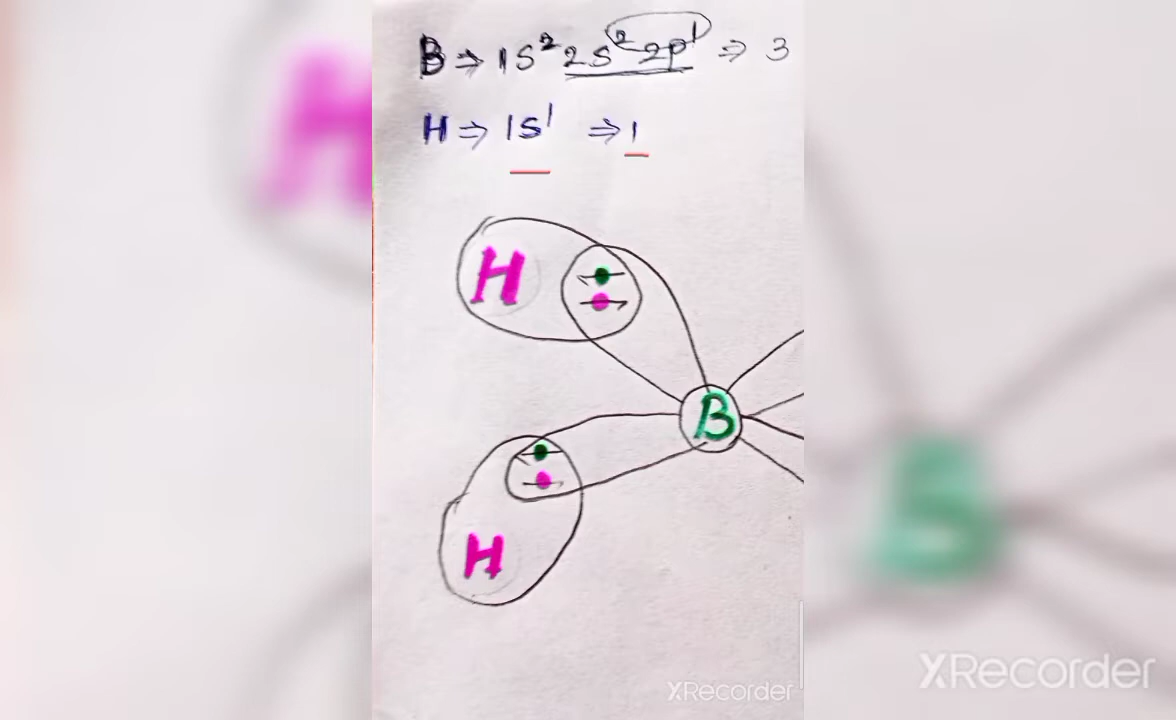 B ⇒ 1S² 2S² 2p¹ ⇒ 3
H ⇒ 1S¹ ⇒ 1
H
B
H
XRecorder
XRecorder